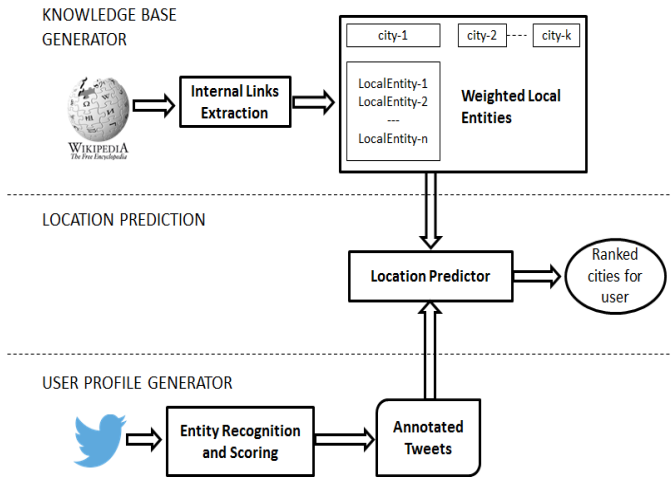 KNOWLEDGE BASE
GENERATOR
city-1
city-2
----
city-k
Internal Links
Extraction
LocalEntity-1
LocalEntity-2
---
LocalEntity-n
Weighted Local
Entities
WIKIPEDIA
The Free Encyclopedia
LOCATION PREDICTION
Location Predictor
Ranked
cities for
user
USER PROFILE GENERATOR
Entity Recognition
and Scoring
Annotated
Tweets